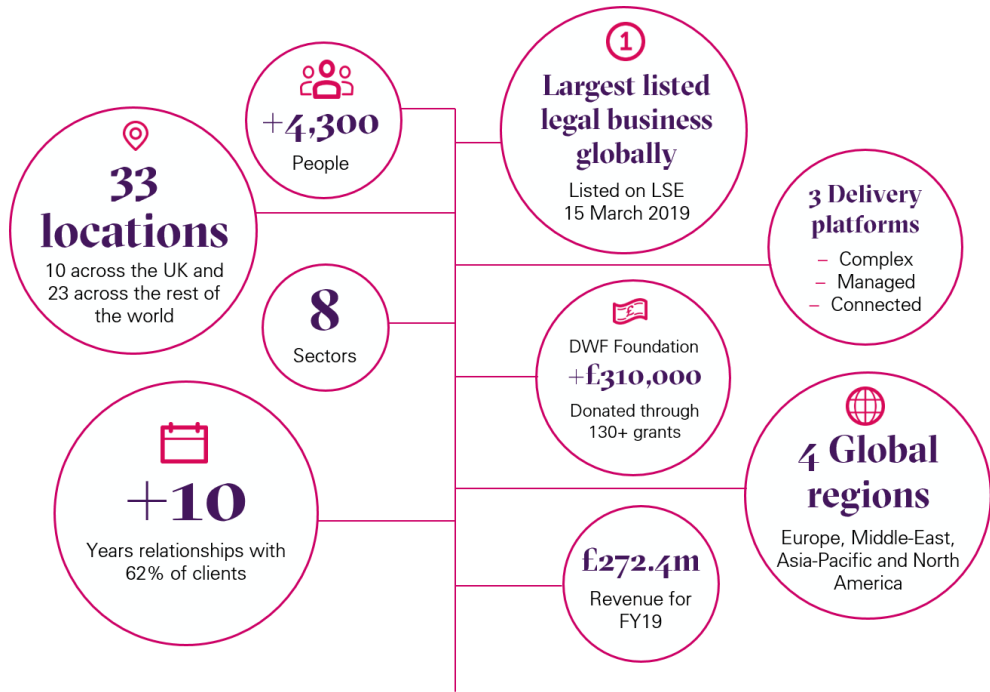 +4,300
People
1
Largest listed
legal business
globally
Listed on LSE
15 March 2019
33
locations
10 across the UK and
23 across the rest of
the world
3 Delivery
platforms
– Complex
– Managed
– Connected
8
Sectors
£
DWF Foundation
+£310,000
Donated through
130+ grants
+10
Years relationships with
62% of clients
4 Global
regions
Europe, Middle-East,
Asia-Pacific and North
America
£272.4m
Revenue for
FY19